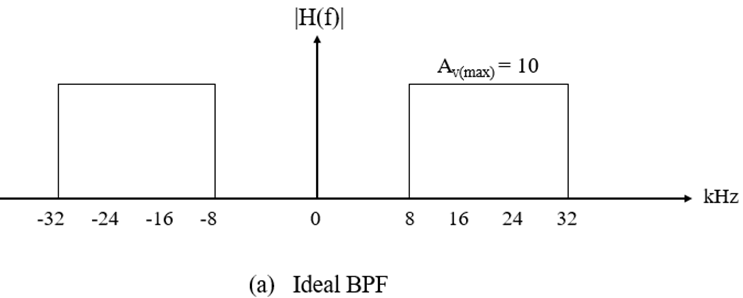 |H(f)|
Av(max) = 10
kHz
-32 -24 -16 -8 0 8 16 24 32
(a) Ideal BPF